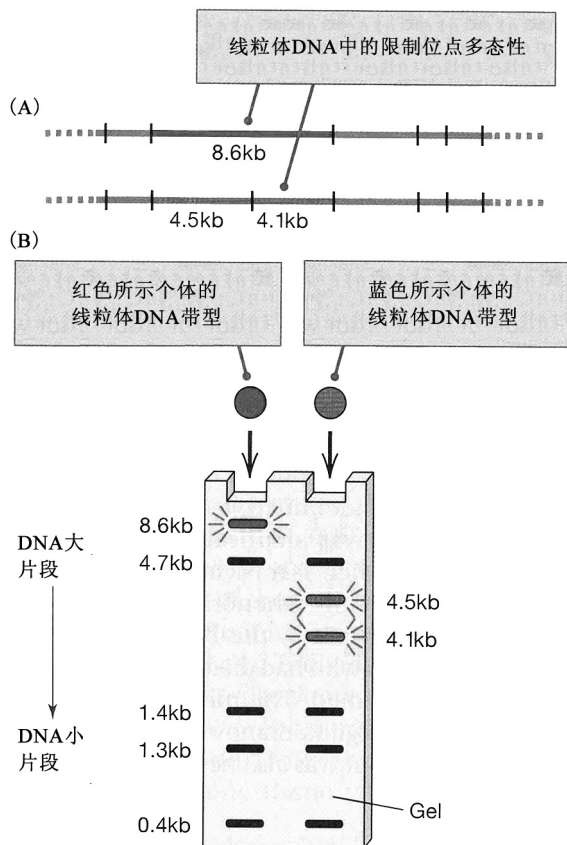 线粒体DNA中的限制位点多态性
(A)
8.6kb
4.5kb 4.1kb
(B)
红色所示个体的
线粒体DNA带型
蓝色所示个体的
线粒体DNA带型
DNA大
片段
DNA小
片段
8.6kb
4.7kb
4.5kb
4.1kb
1.4kb
1.3kb
Gel
0.4kb